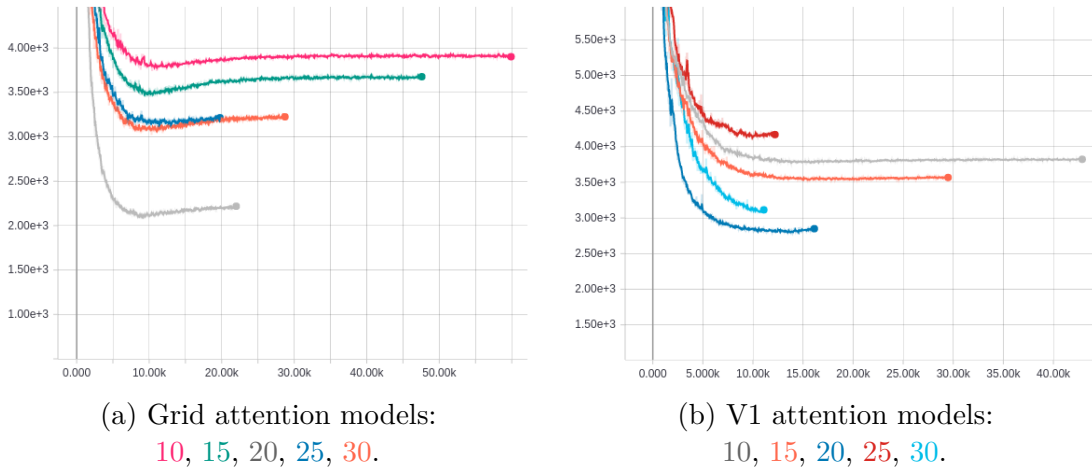 4.00e+3
3.50e+3
3.00e+3
2.50e+3
2.00e+3
1.50e+3
1.00e+3
0.000 10.00k 20.00k 30.00k 40.00k 50.00k
(a) Grid attention models:
10, 15, 20, 25, 30.
5.50e+3
5.00e+3
4.50e+3
4.00e+3
3.50e+3
3.00e+3
2.50e+3
2.00e+3
1.50e+3
0.000 5.000k 10.00k 15.00k 20.00k 25.00k 30.00k 35.00k 40.00k
(b) V1 attention models:
10, 15, 20, 25, 30.